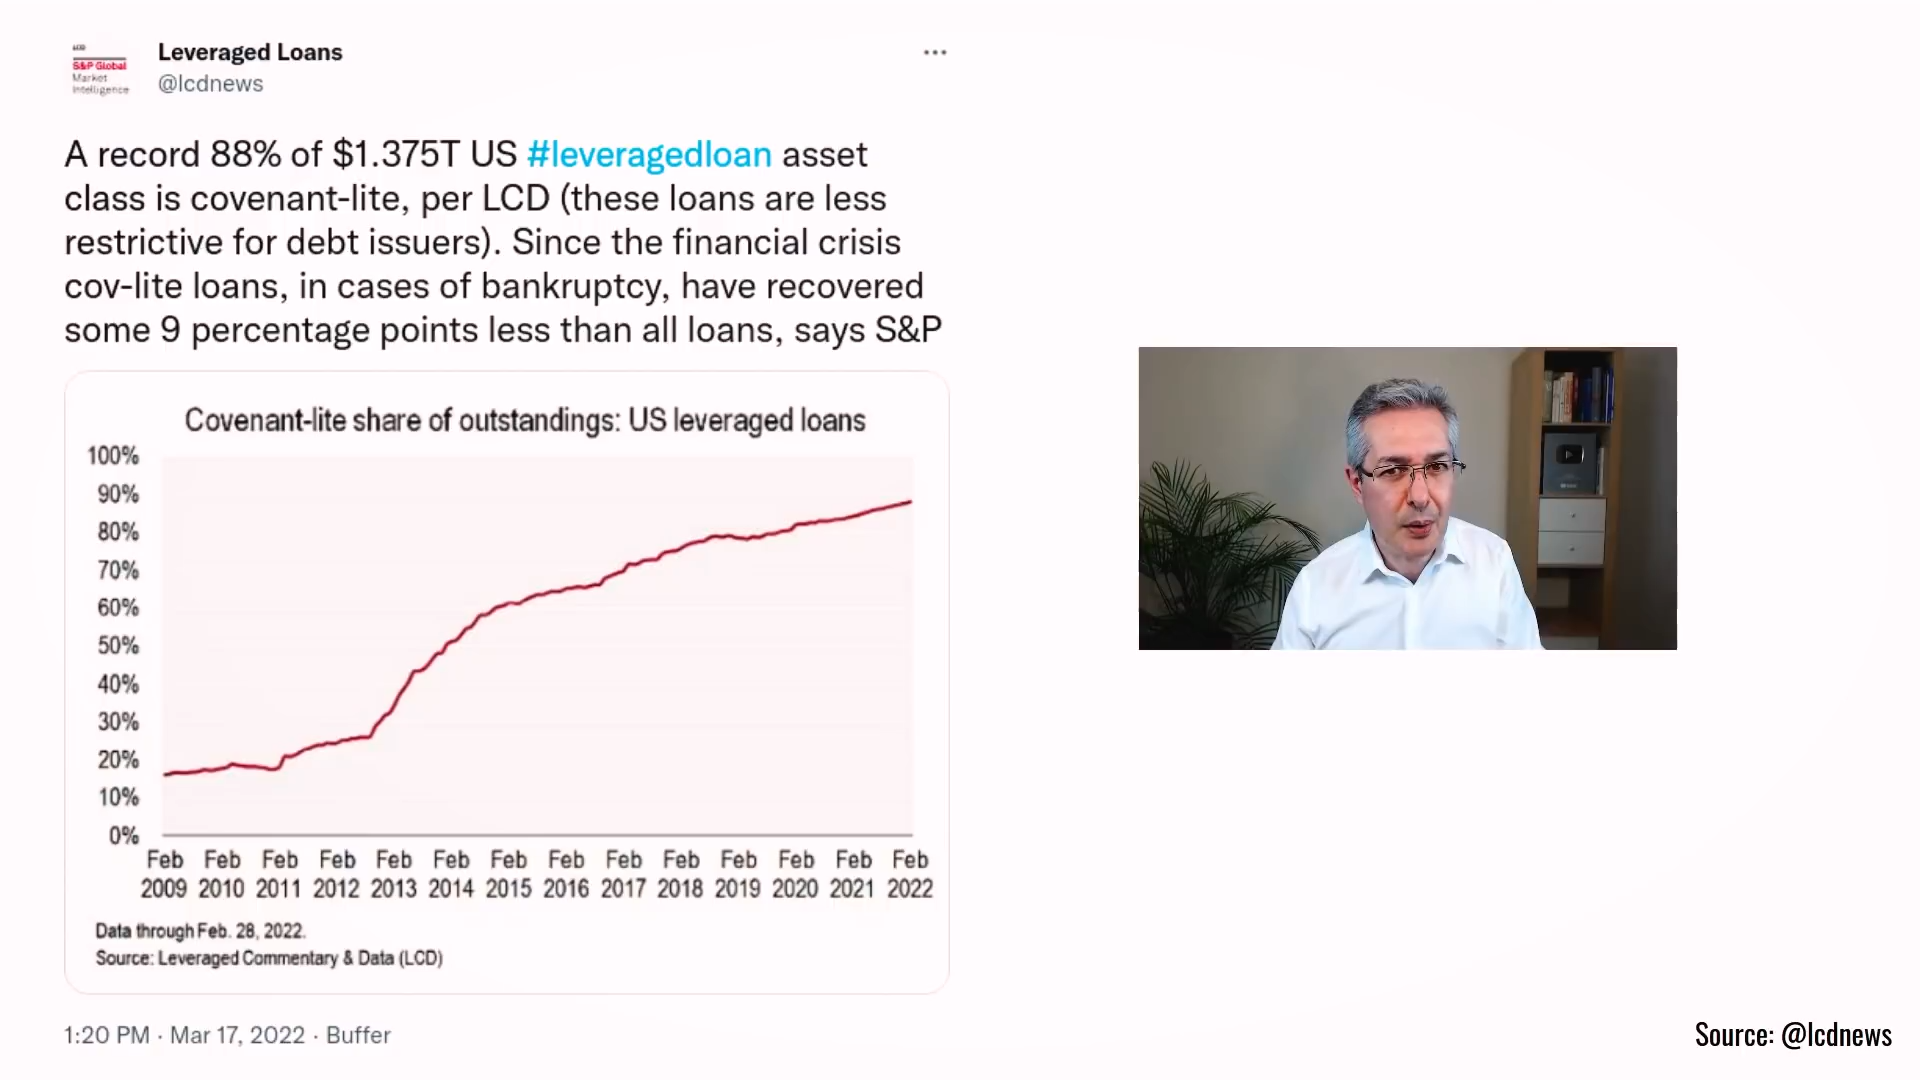 LCD
S&P Global
Market
Intelligence
Leveraged Loans
@lcdnews
A record 88% of $1.375T US #leveragedloan asset
class is covenant-lite, per LCD (these loans are less
restrictive for debt issuers). Since the financial crisis
cov-lite loans, in cases of bankruptcy, have recovered
some 9 percentage points less than all loans, says S&P
Covenant-lite share of outstandings: US leveraged loans
100%
90%
80%
70%
60%
50%
40%
30%
20%
10%
0%
Feb Feb Feb Feb Feb Feb Feb Feb Feb Feb Feb Feb Feb Feb
2009 2010 2011 2012 2013 2014 2015 2016 2017 2018 2019 2020 2021 2022
Data through Feb. 28, 2022.
Source: Leveraged Commentary & Data (LCD)
1:20 PM · Mar 17, 2022 · Buffer
Source: @lcdnews